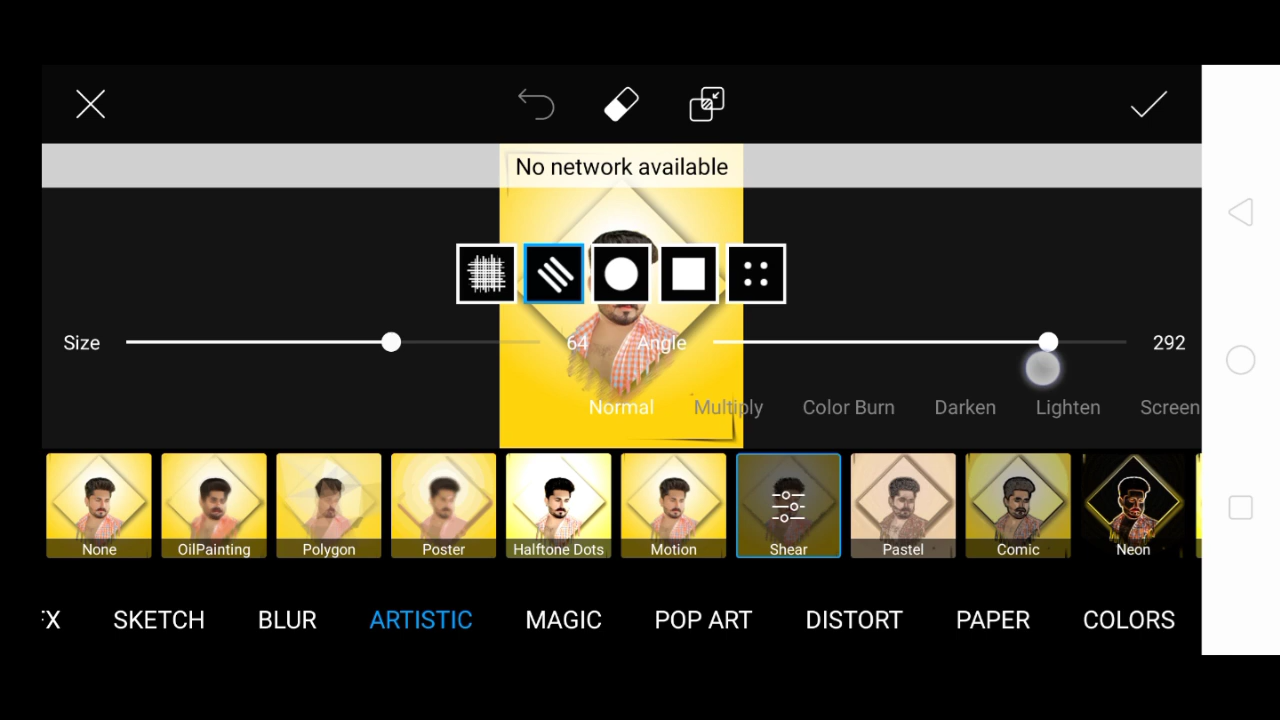 No network available
Size 64 Angle 292
Normal Multiply Color Burn Darken Lighten Screen
None OilPainting Polygon Poster Halftone Dots Motion Shear Pastel Comic Neon
FX SKETCH BLUR ARTISTIC MAGIC POP ART DISTORT PAPER COLORS